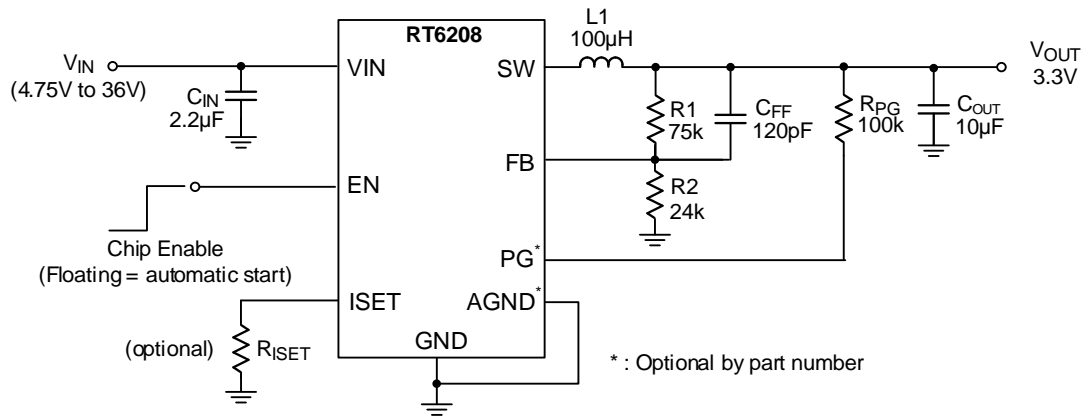 RT6208
VIN
(4.75V to 36V)
CIN
2.2µF
VIN
SW
L1
100µH
VOUT
3.3V
R1
75k
CFF
120pF
RPG
100k
COUT
10µF
FB
R2
24k
EN
Chip Enable
(Floating = automatic start)
PG*
ISET
AGND*
(optional)
RISET
GND
* : Optional by part number